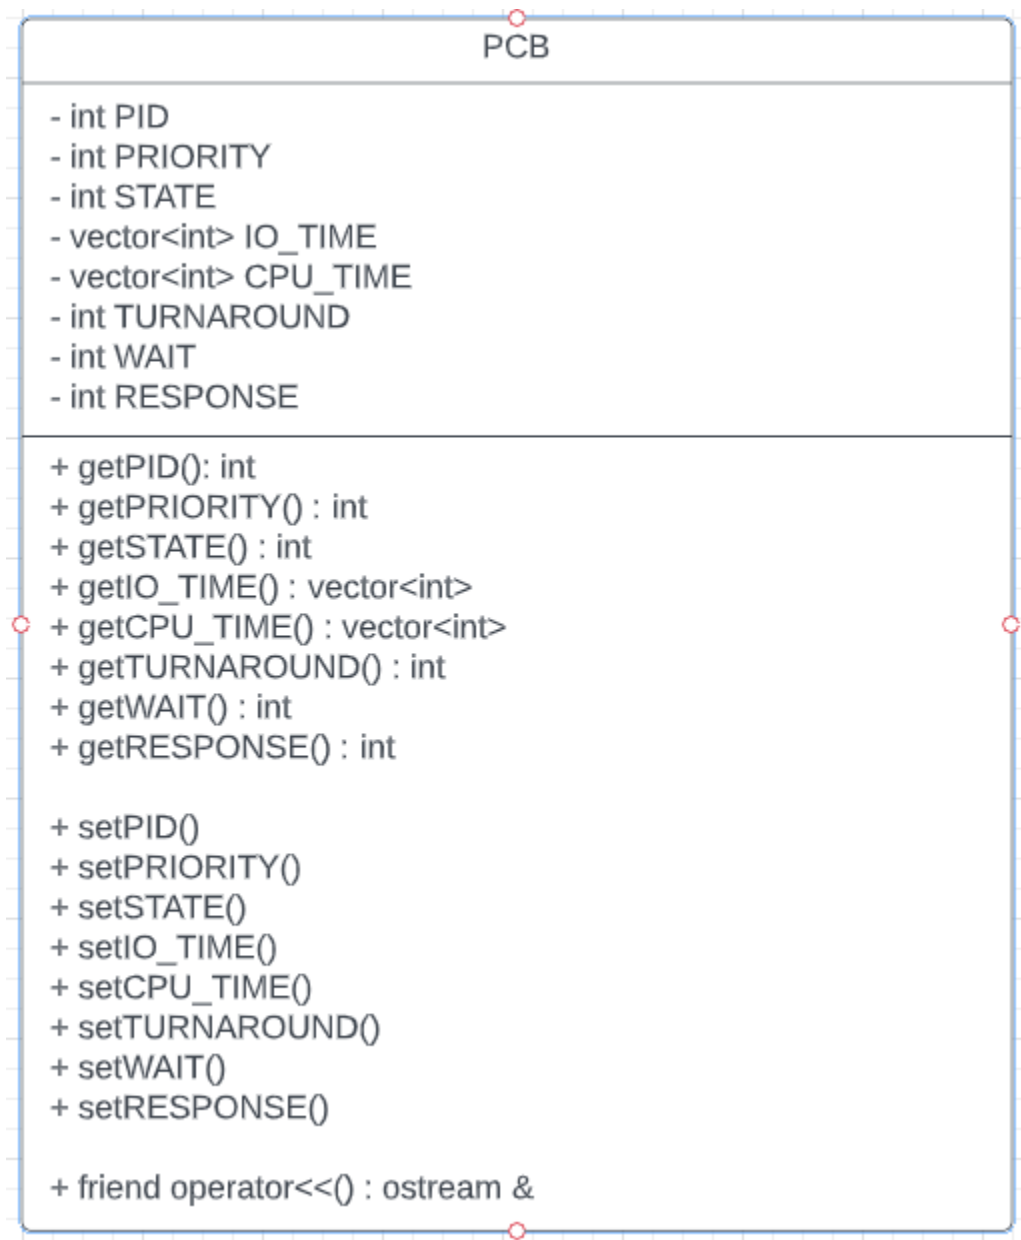 PCB
- int PID
- int PRIORITY
- int STATE
- vector<int> IO_TIME
- vector<int> CPU_TIME
- int TURNAROUND
- int WAIT
- int RESPONSE
+ getPID(): int
+ getPRIORITY() : int
+ getSTATE() : int
+ getIO_TIME() : vector<int>
+ getCPU_TIME() : vector<int>
+ getTURNAROUND() : int
+ getWAIT() : int
+ getRESPONSE() : int
+ setPID()
+ setPRIORITY()
+ setSTATE()
+ setIO_TIME()
+ setCPU_TIME()
+ setTURNAROUND()
+ setWAIT()
+ setRESPONSE()
+ friend operator<<() : ostream &